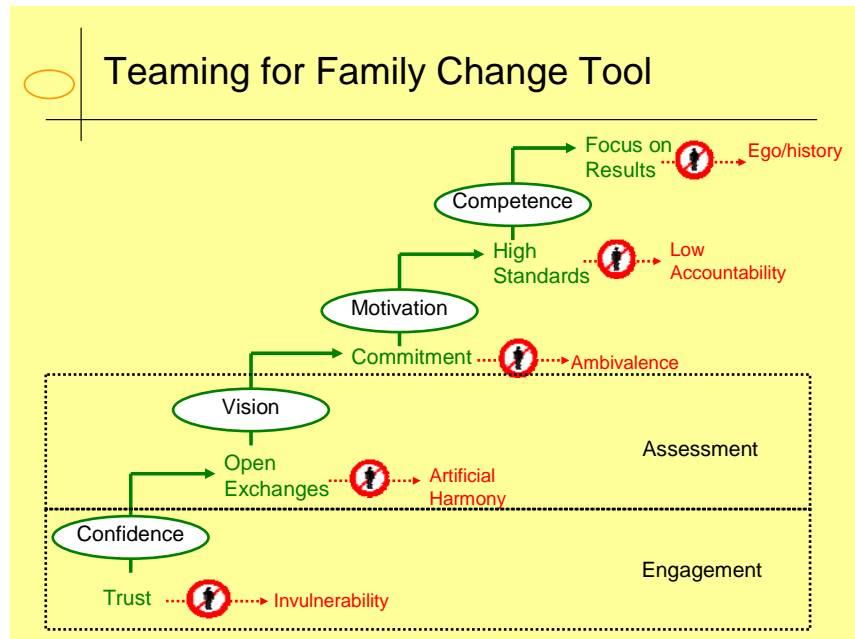 Teaming for Family Change Tool
Focus on
Results
Ego/history
Competence
High
Standards
Low
Accountability
Motivation
Commitment
Ambivalence
Vision
Assessment
Open
Exchanges
Artificial
Harmony
Confidence
Engagement
Trust
Invulnerability